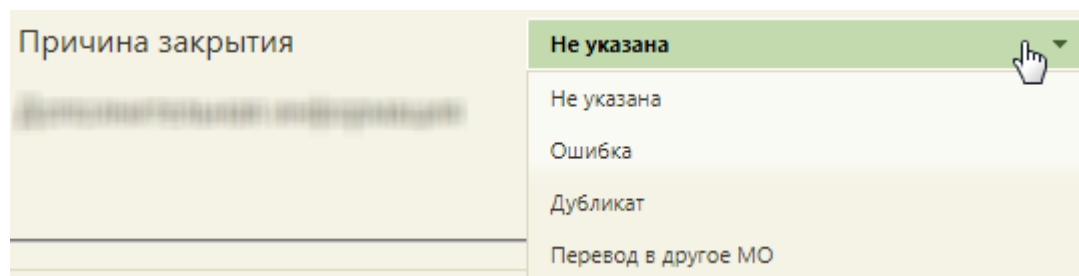 Причина закрытия
Не указана
Не указана
Ошибка
Дубликат
Перевод в другое МО